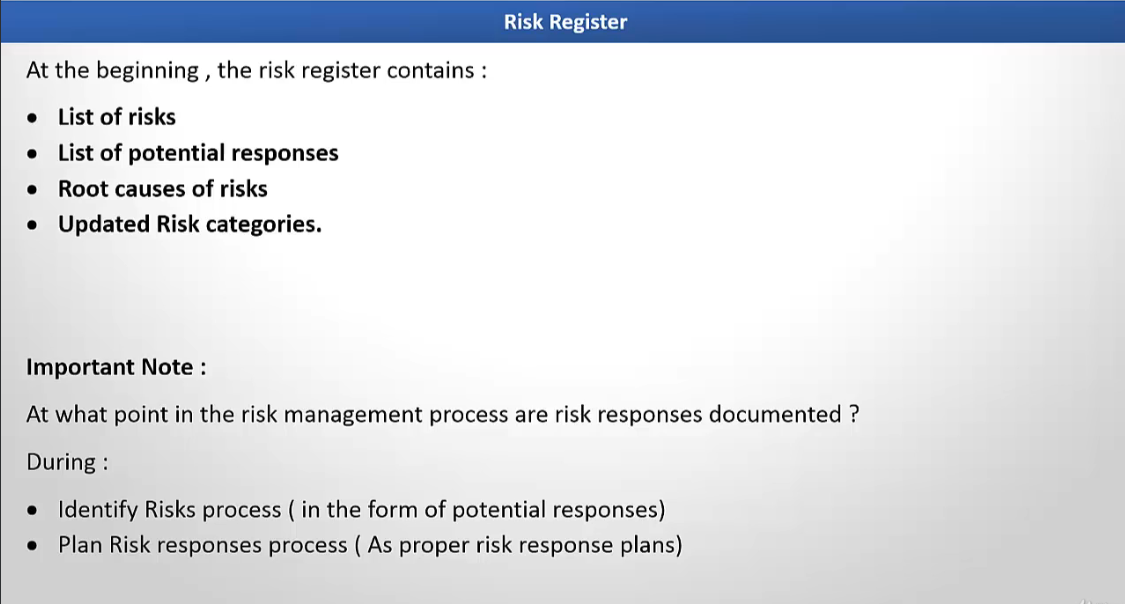 Risk Register
At the beginning , the risk register contains :
• List of risks
• List of potential responses
• Root causes of risks
• Updated Risk categories.
Important Note :
At what point in the risk management process are risk responses documented ?
During :
• Identify Risks process ( in the form of potential responses)
• Plan Risk responses process ( As proper risk response plans)